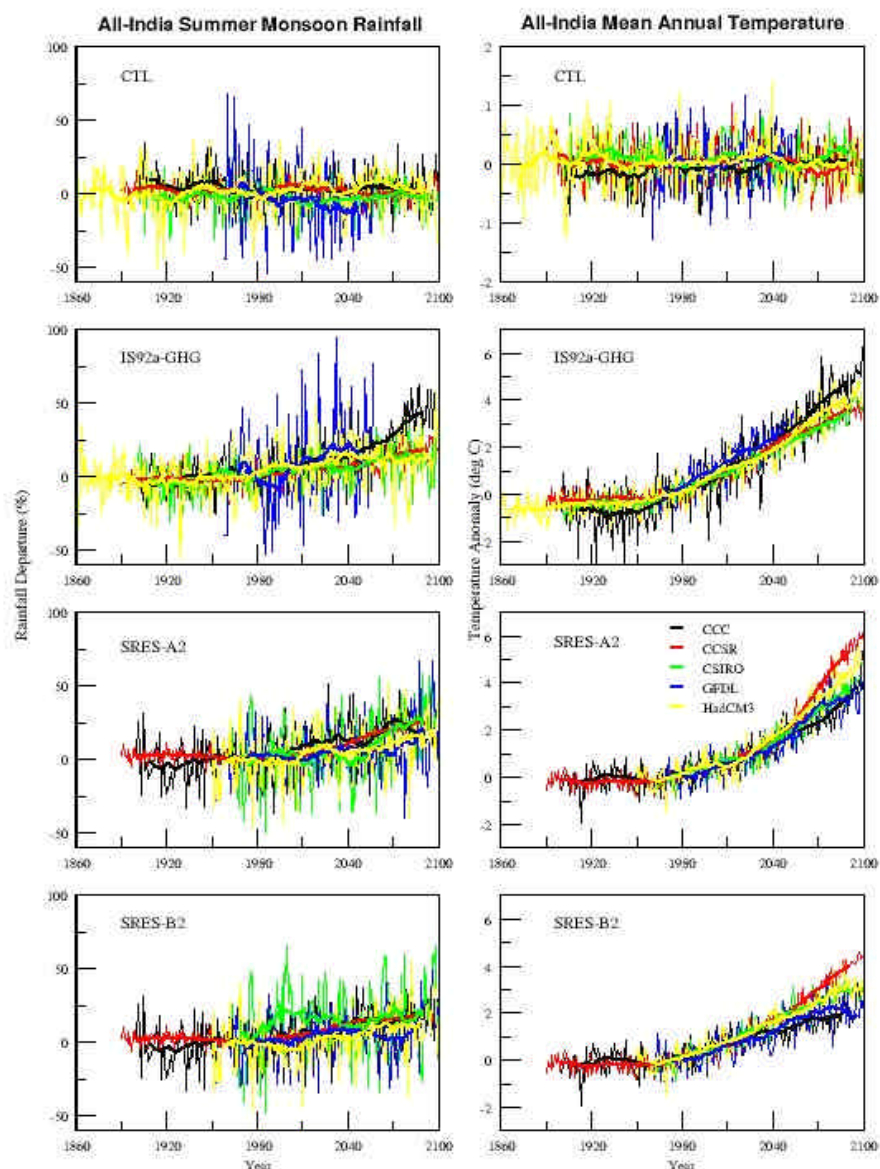 All-India Summer Monsoon Rainfall
All-India Mean Annual Temperature
100
50
0
-50
CTL
1860 1920 1980 2040 2100
2
1
0
-1
-2
CTL
1860 1920 1980 2040 2100
100
50
0
-50
IS92a-GHG
1860 1920 1980 2040 2100
6
4
2
0
-2
IS92a-GHG
1860 1920 1980 2040 2100
Rainfall Departure (%)
Temperature Anomaly (deg C)
100
50
0
-50
SRES-A2
1860 1920 1980 2040 2100
6
4
2
0
-2
SRES-A2
CCC
CCSR
CSIRO
GFDL
HadCM3
1860 1920 1980 2040 2100
100
50
0
-50
SRES-B2
1860 1920 1980 2040 2100
Year
6
4
2
0
-2
SRES-B2
1860 1920 1980 2040 2100
Year